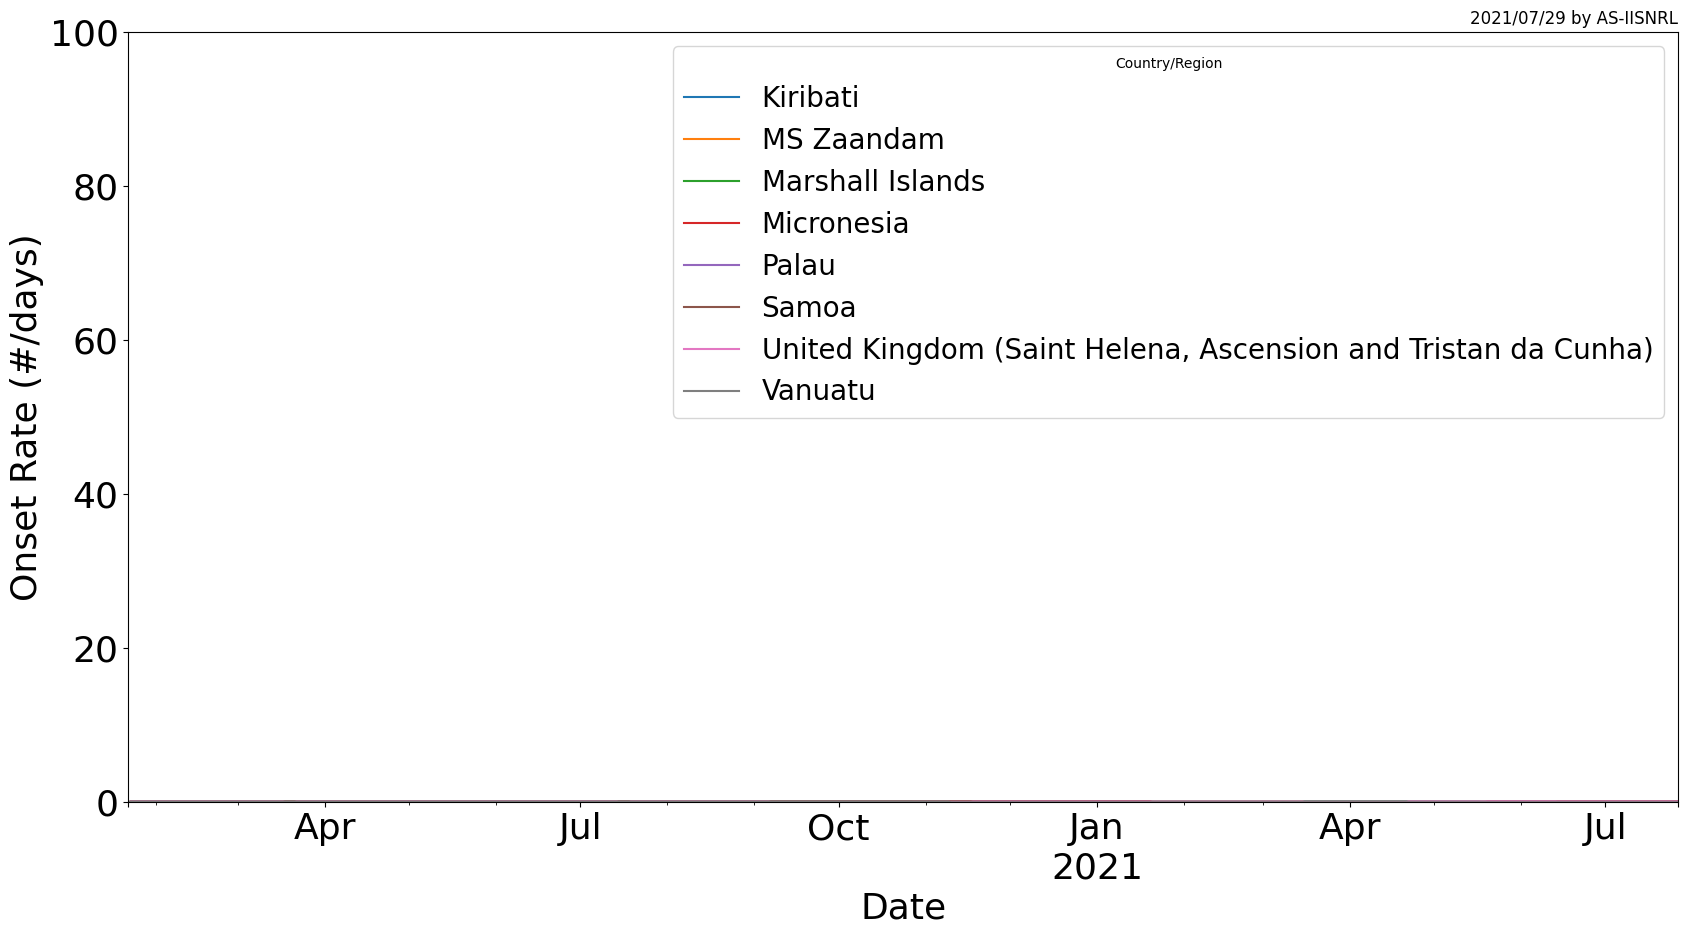 2021/07/29 by AS-IISNRL
100
80
60
40
20
0
Onset Rate (#/days)
Country/Region
Kiribati
MS Zaandam
Marshall Islands
Micronesia
Palau
Samoa
United Kingdom (Saint Helena, Ascension and Tristan da Cunha)
Vanuatu
Apr Jul Oct Jan Apr Jul
2021
Date